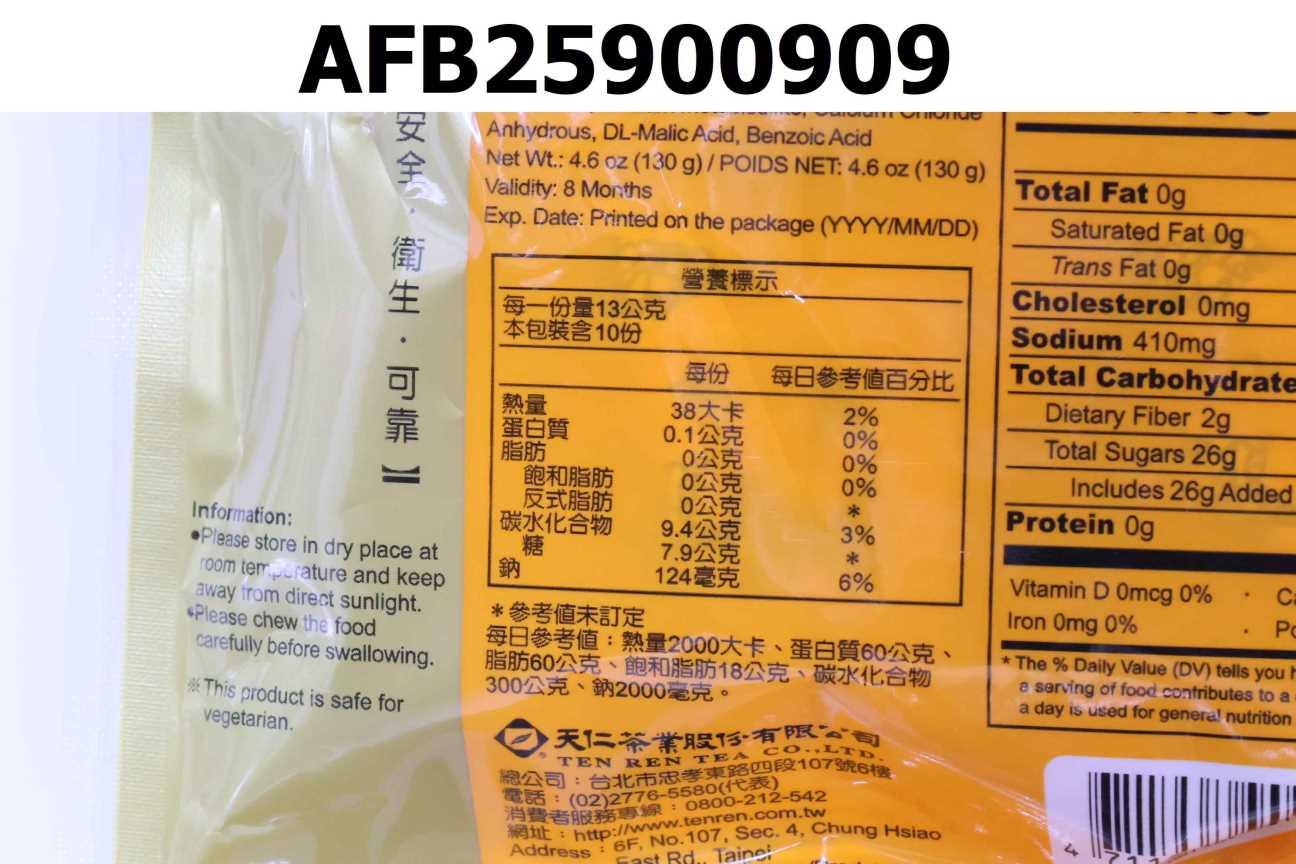 AFB25900909
安全・衛生・可靠】
Information:
●Please store in dry place at
room temperature and keep
away from direct sunlight.
●Please chew the food
carefully before swallowing.
※This product is safe for
vegetarian.
Calcium Chloride
Anhydrous, DL-Malic Acid, Benzoic Acid
Net Wt.: 4.6 oz (130 g) / POIDS NET: 4.6 oz (130 g)
Validity: 8 Months
Exp. Date: Printed on the package (YYYY/MM/DD)
營養標示
每一份量13公克
本包裝含10份
每份 每日參考值百分比
熱量 38大卡 2%
蛋白質 0.1公克 0%
脂肪 0公克 0%
飽和脂肪 0公克 0%
反式脂肪 0公克 *
碳水化合物 9.4公克 3%
糖 7.9公克 *
鈉 124毫克 6%
*參考值未訂定
每日參考值：熱量2000大卡、蛋白質60公克、
脂肪60公克、飽和脂肪18公克、碳水化合物
300公克、鈉2000毫克。
天仁茶業股份有限公司
TEN REN TEA CO.,LTD.
總公司：台北市忠孝東路四段107號6樓
電話：(02)2776-5580(代表)
消費者服務專線：0800-212-542
網址：http://www.tenren.com.tw
Address：6F, No.107, Sec. 4, Chung Hsiao
East Rd., Taipei
Total Fat 0g
Saturated Fat 0g
Trans Fat 0g
Cholesterol 0mg
Sodium 410mg
Total Carbohydrate
Dietary Fiber 2g
Total Sugars 26g
Includes 26g Added
Protein 0g
Vitamin D 0mcg 0% •
Iron 0mg 0% •
* The % Daily Value (DV) tells you
a serving of food contributes to a
a day is used for general nutrition
4 711